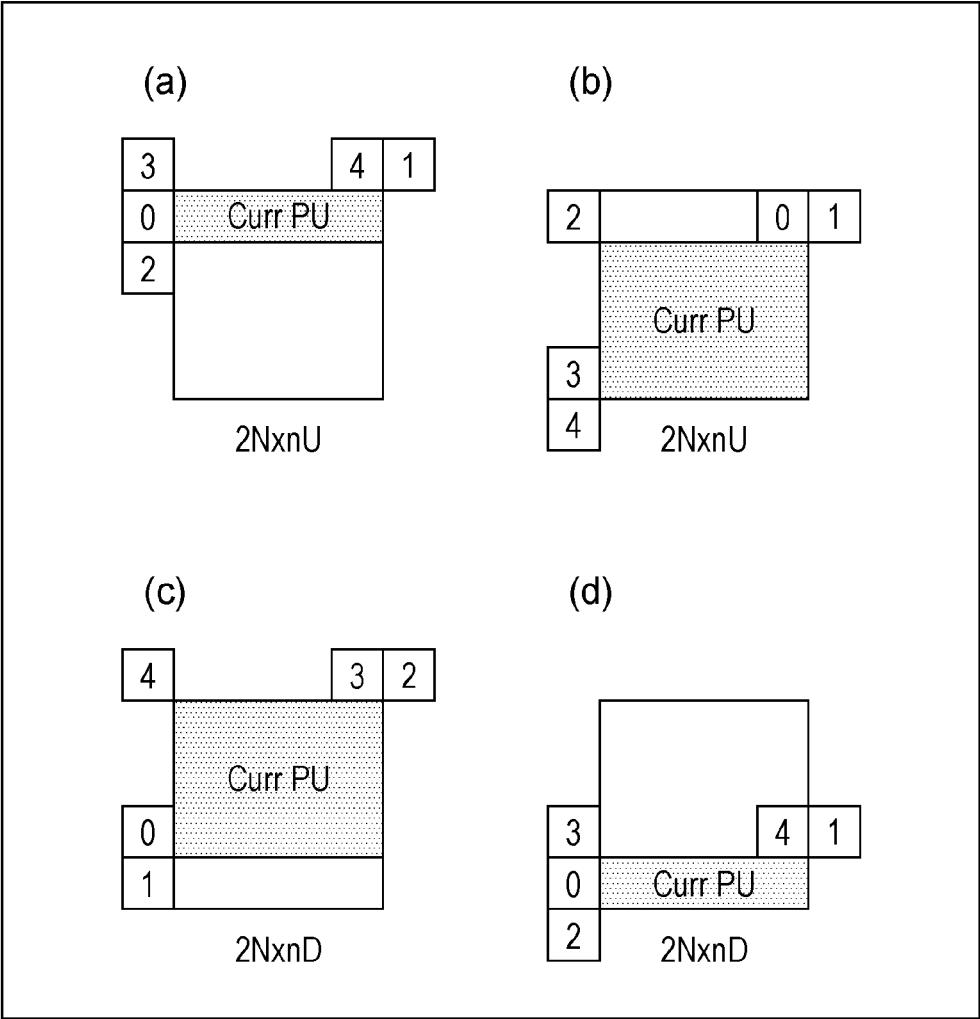 (a) (b)
3 4 1
0 Curr PU 2 0 1
2
Curr PU
3
2NxnU 4 2NxnU
(c) (d)
4 3 2
Curr PU
0 3 4 1
1 0 Curr PU
2NxnD 2 2NxnD